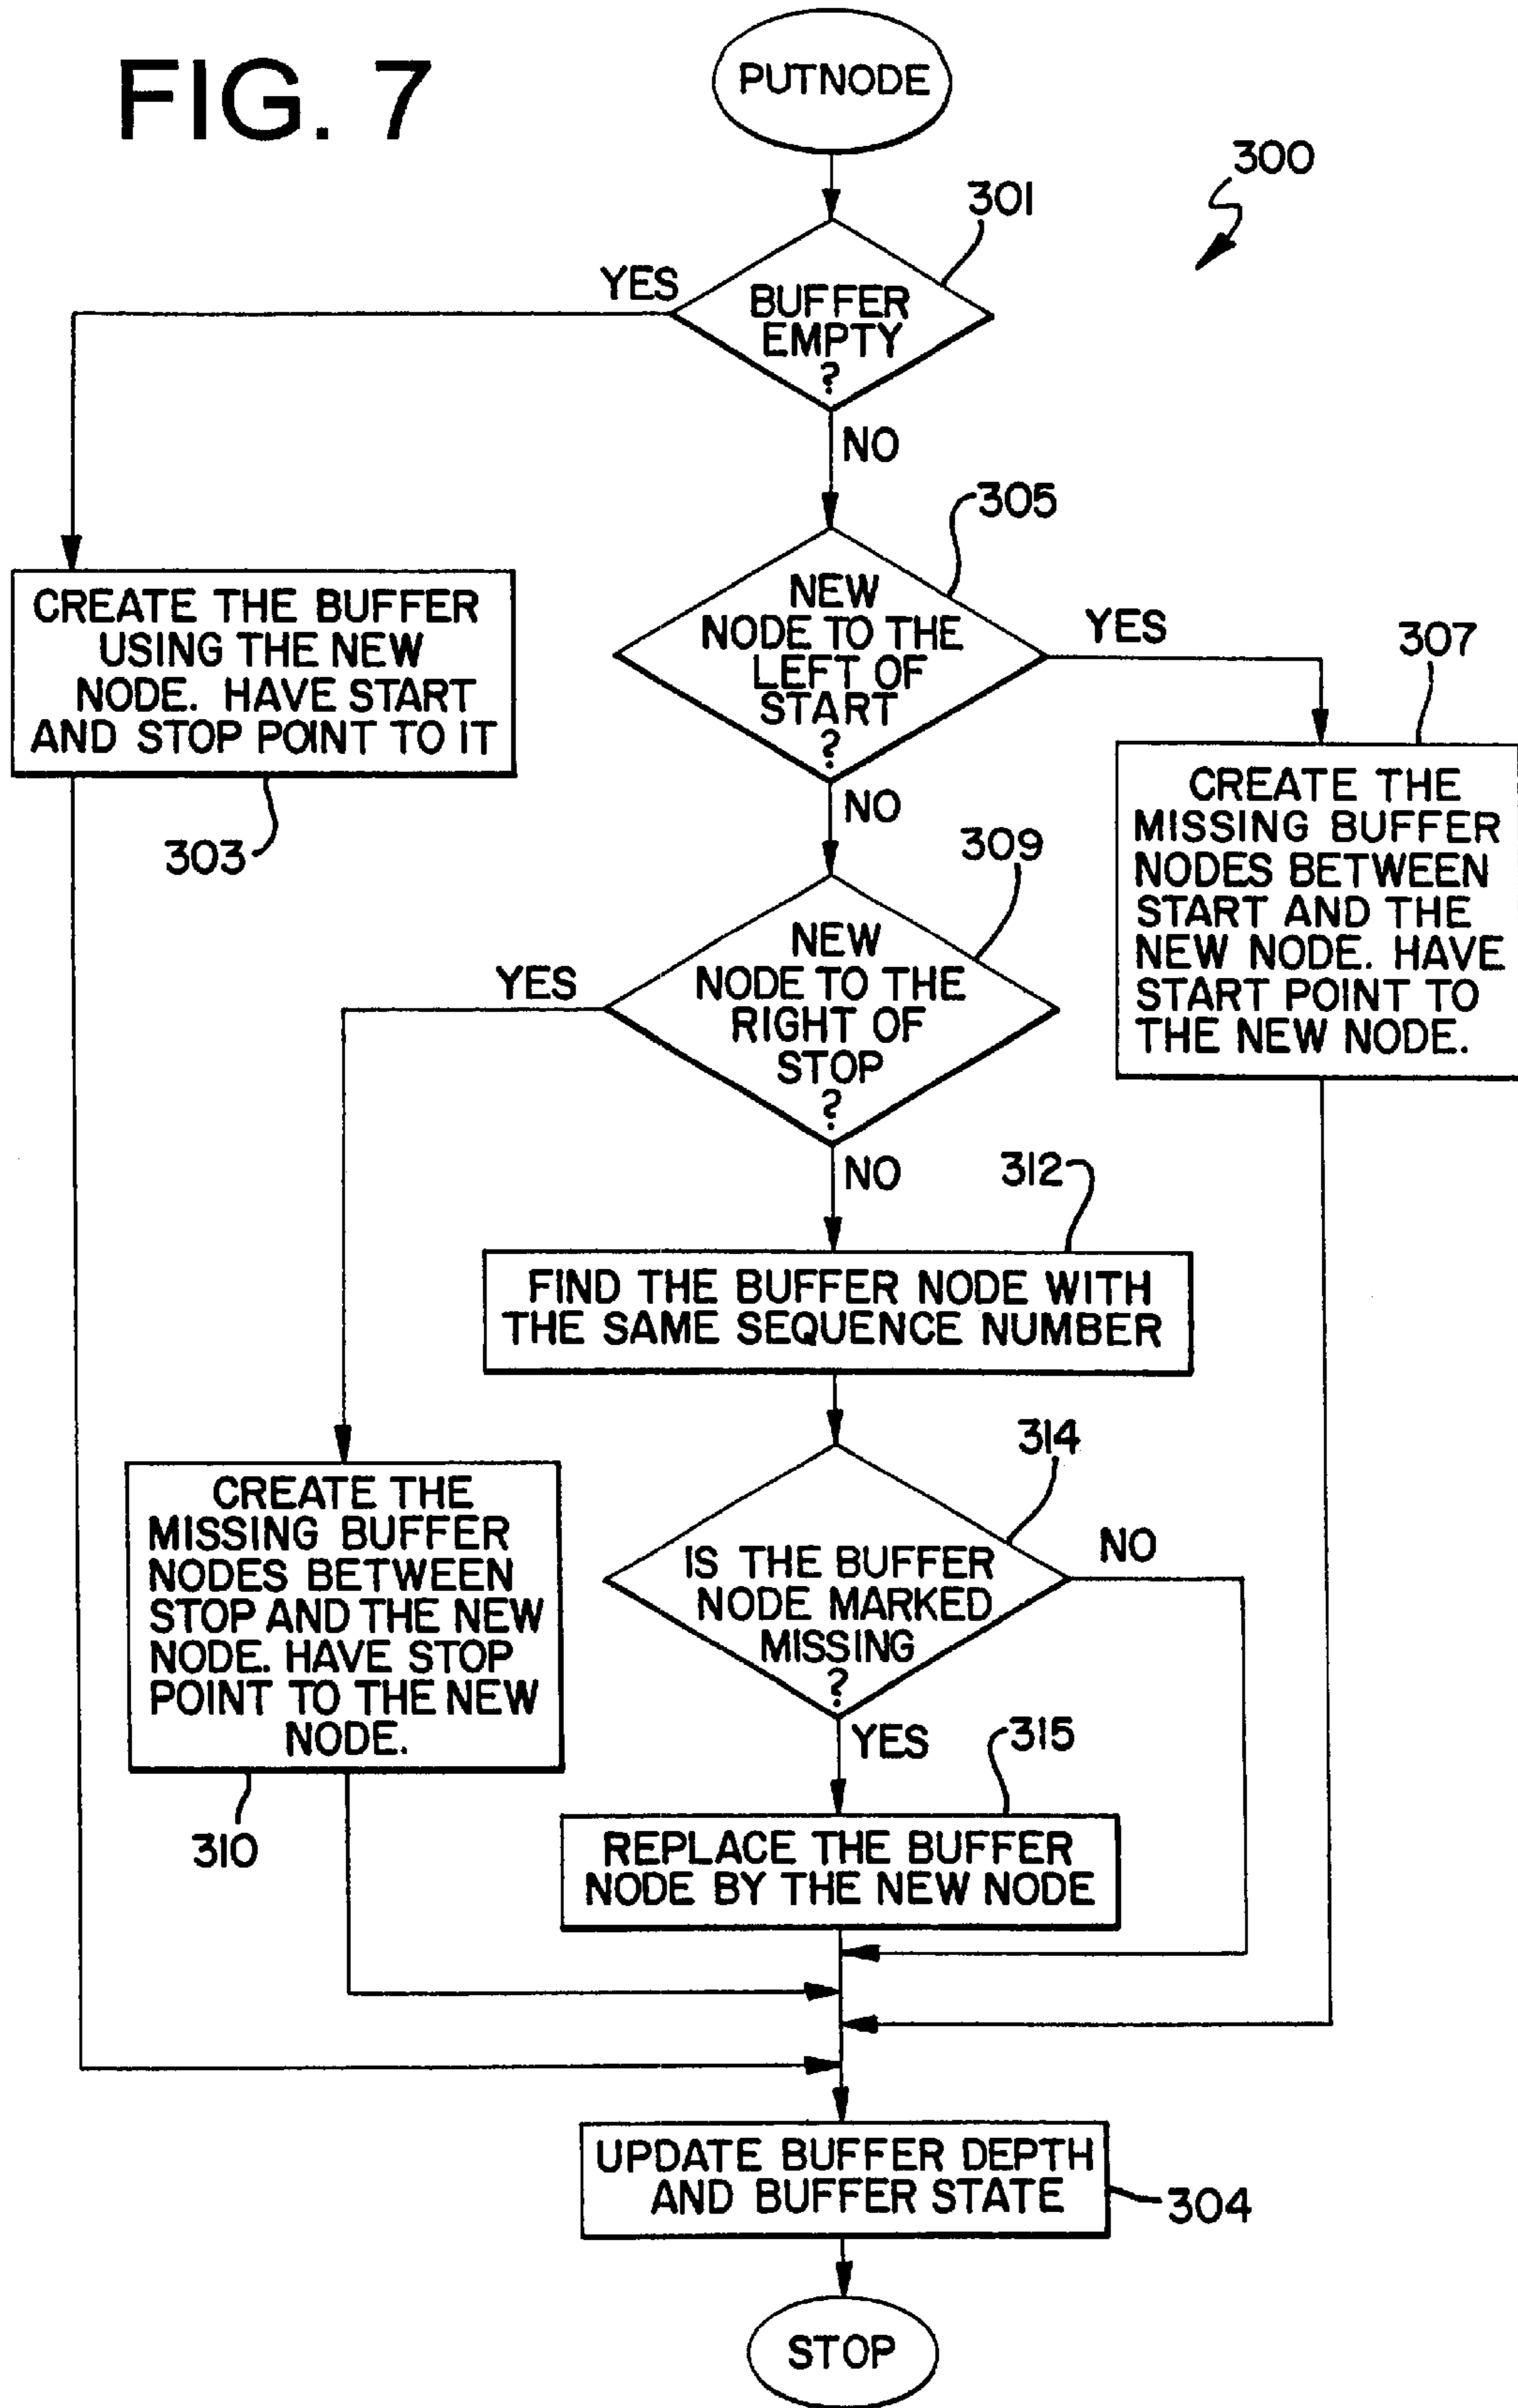 FIG. 7
PUTNODE
300
301
YES
BUFFER
EMPTY
?
NO
305
NEW
NODE TO THE
LEFT OF
START
?
YES
CREATE THE BUFFER
USING THE NEW
NODE. HAVE START
AND STOP POINT TO IT
303
307
CREATE THE
MISSING BUFFER
NODES BETWEEN
START AND THE
NEW NODE. HAVE
START POINT TO
THE NEW NODE.
NO
309
NEW
NODE TO THE
RIGHT OF
STOP
?
YES
NO
312
FIND THE BUFFER NODE WITH
THE SAME SEQUENCE NUMBER
314
IS THE BUFFER
NODE MARKED
MISSING
?
NO
CREATE THE
MISSING BUFFER
NODES BETWEEN
STOP AND THE NEW
NODE. HAVE STOP
POINT TO THE NEW
NODE.
310
YES
315
REPLACE THE BUFFER
NODE BY THE NEW NODE
UPDATE BUFFER DEPTH
AND BUFFER STATE
304
STOP